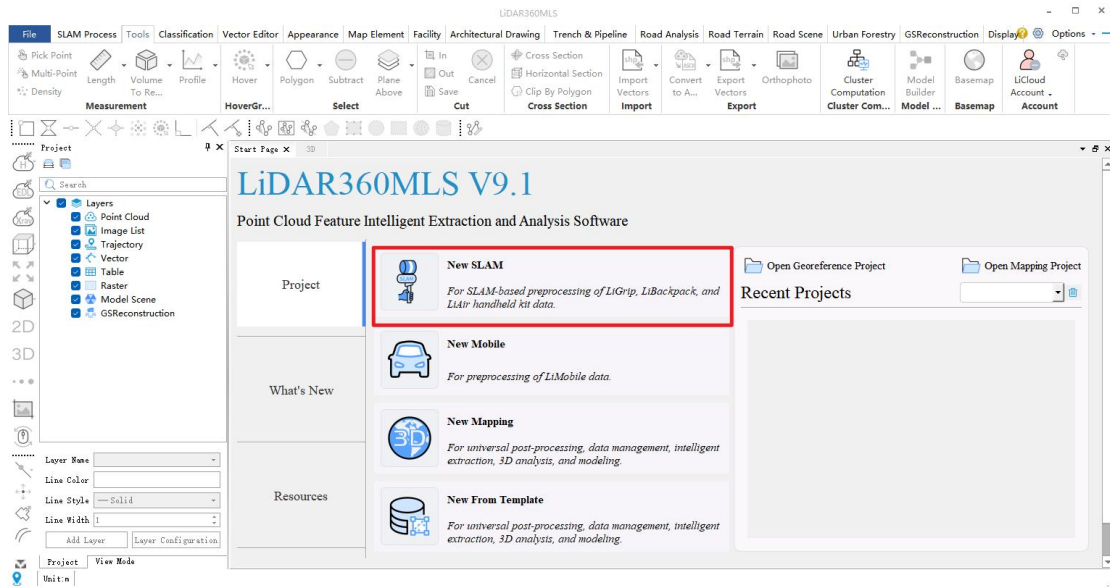 LiDAR360MLS
File SLAM Process Tools Classification Vector Editor Appearance Map Element Facility Architectural Drawing Trench & Pipeline Road Analysis Road Terrain Road Scene Urban Forestry GSReconstruction Display Options
Pick Point
Multi-Point
Density
Length
Volume
To Re...
Profile
Measurement
Hover
HoverGr...
Polygon
Subtract
Plane
Above
Select
In
Out
Save
Cancel
Cut
Cross Section
Horizontal Section
Clip By Polygon
Cross Section
Import
Vectors
Import
Convert
to A...
Export
Vectors
Orthophoto
Export
Cluster
Computation
Cluster Com...
Model
Builder
Model ...
Basemap
Basemap
LiCloud
Account
Account
Project
Start Page
3D
H
EDL
Xray
2D
3D
Search
Layers
Point Cloud
Image List
Trajectory
Vector
Table
Raster
Model Scene
GSReconstruction
Layer Name
Line Color
Line Style Solid
Line Width 1
Add Layer Layer Configuration
Project View Mode
Unit:m
LiDAR360MLS V9.1
Point Cloud Feature Intelligent Extraction and Analysis Software
Project
What's New
Resources
SLAM
New SLAM
For SLAM-based preprocessing of LiGrip, LiBackpack, and
LiAir handheld kit data.
New Mobile
For preprocessing of LiMobile data.
3D
New Mapping
For universal post-processing, data management, intelligent
extraction, 3D analysis, and modeling.
New From Template
For universal post-processing, data management, intelligent
extraction, 3D analysis, and modeling.
Open Georeference Project
Open Mapping Project
Recent Projects